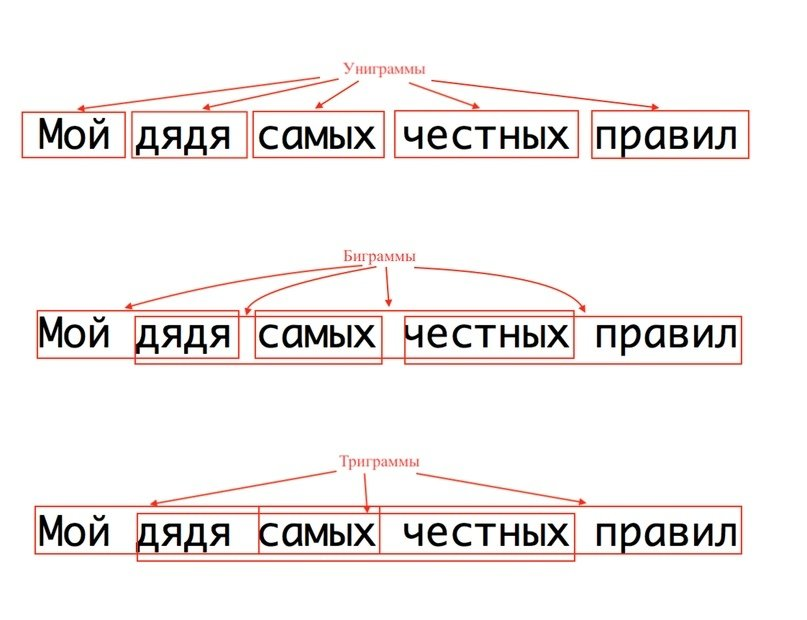 Униграммы
Мой дядя самых честных правил
Биграммы
Мой дядя самых честных правил
Триграммы
Мой дядя самых честных правил